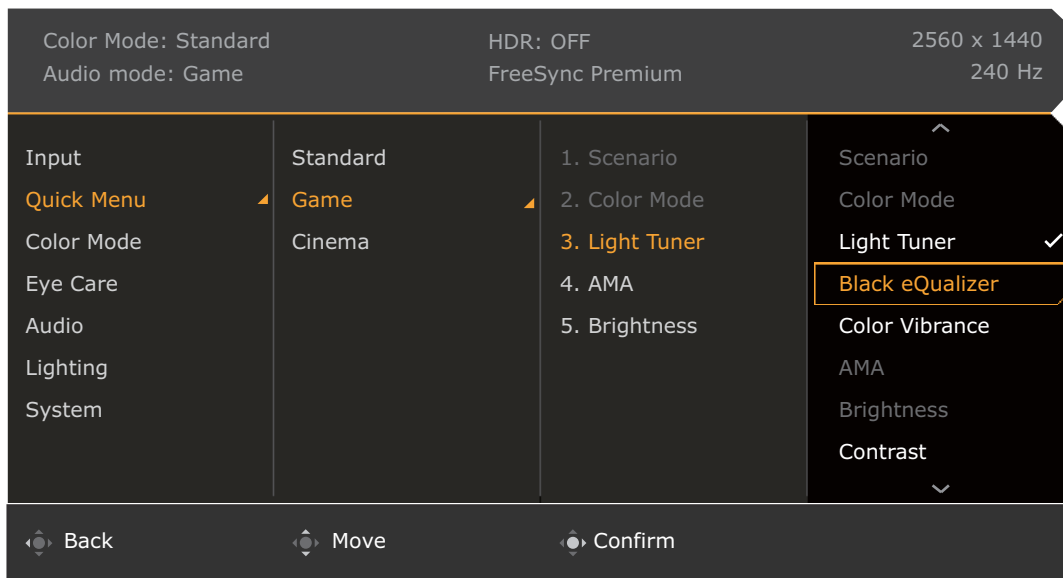 Color Mode: Standard
HDR: OFF
2560 x 1440
Audio mode: Game
FreeSync Premium
240 Hz
Input
Quick Menu
Color Mode
Eye Care
Audio
Lighting
System
Standard
Game
Cinema
1. Scenario
2. Color Mode
3. Light Tuner
4. AMA
5. Brightness
Scenario
Color Mode
Light Tuner
Black eQualizer
Color Vibrance
AMA
Brightness
Contrast
Back
Move
Confirm